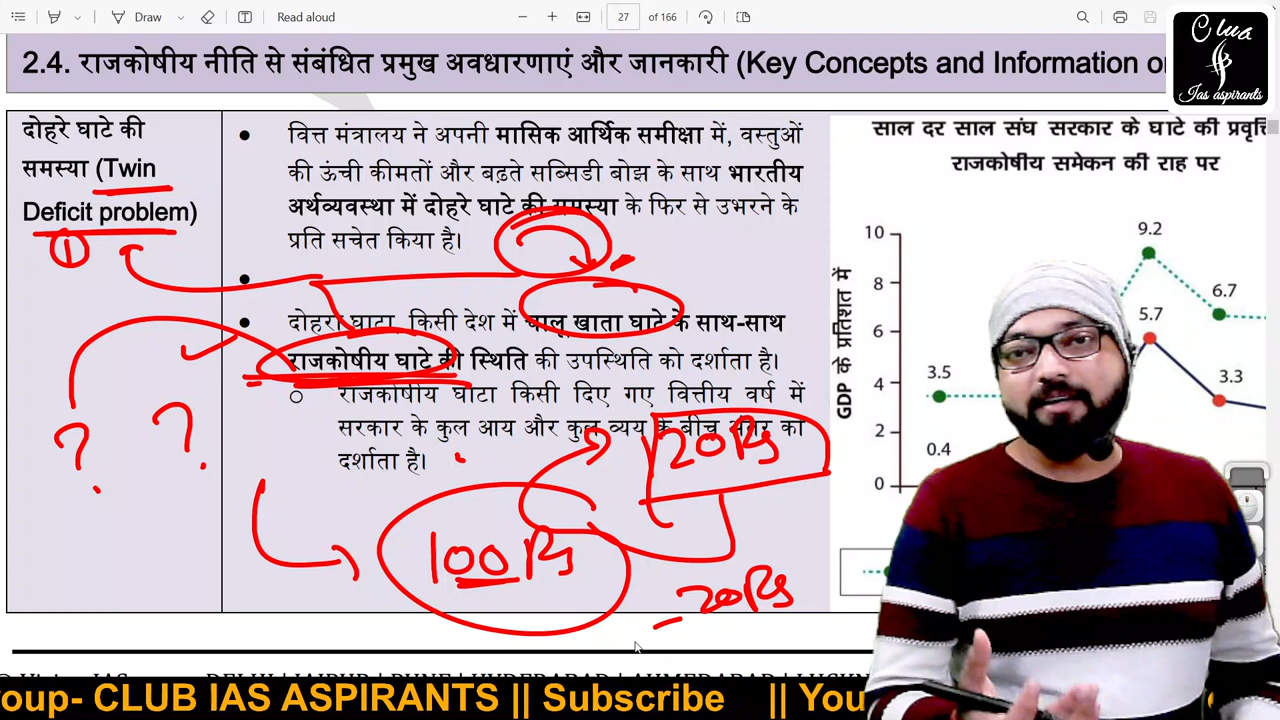 Draw
Read aloud
27
of 166
Club
Ias aspirants
2.4. राजकोषीय नीति से संबंधित प्रमुख अवधारणाएं और जानकारी (Key Concepts and Information
दोहरे घाटे की
समस्या (Twin
Deficit problem)
①
? ?
वित्त मंत्रालय ने अपनी मासिक आर्थिक समीक्षा में, वस्तुओं
की ऊंची कीमतों और बढ़ते सब्सिडी बोझ के साथ भारतीय
अर्थव्यवस्था में दोहरे घाटे की समस्या के फिर से उभरने के
प्रति सचेत किया है।
दोहरा घाटा, किसी देश में चालू खाता घाटे के साथ-साथ
राजकोषीय घाटे की स्थिति की उपस्थिति को दर्शाता है।
राजकोषीय घाटा किसी दिए गए वित्तीय वर्ष में
सरकार के कुल आय और कुल व्यय के बीच अंतर को
दर्शाता है।
20 Rs
100 Rs
20 Rs
साल दर साल संघ सरकार के घाटे की प्रवृत्ति
राजकोषीय समेकन की राह पर
GDP के प्रतिशत में
10
8
6
4
2
0
9.2
6.7
5.7
3.5
3.3
0.4
oup- CLUB IAS ASPIRANTS || Subscribe || You